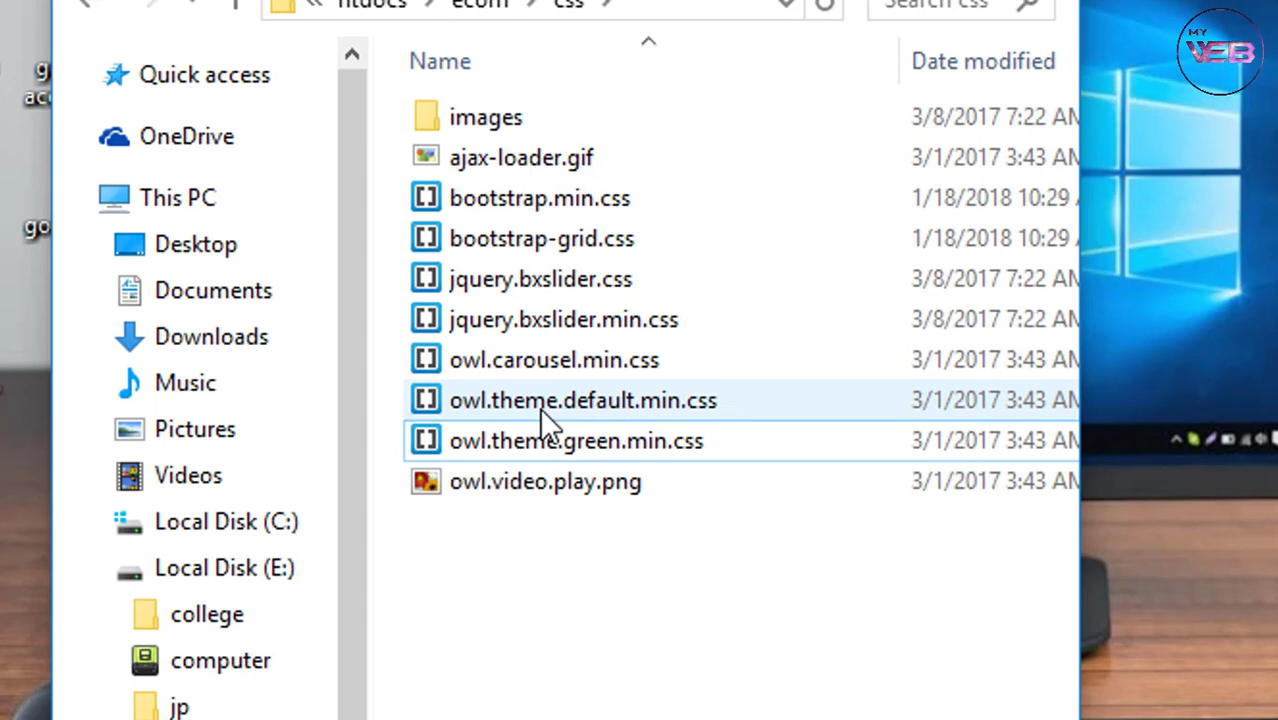 htdocs ecom css
Search css
MY
WEB
Quick access
OneDrive
This PC
Desktop
Documents
Downloads
Music
Pictures
Videos
Local Disk (C:)
Local Disk (E:)
college
computer
jp
Name
Date modified
images
3/8/2017 7:22 AM
ajax-loader.gif
3/1/2017 3:43 AM
bootstrap.min.css
1/18/2018 10:29
bootstrap-grid.css
1/18/2018 10:29
jquery.bxslider.css
3/8/2017 7:22 AM
jquery.bxslider.min.css
3/8/2017 7:22 AM
owl.carousel.min.css
3/1/2017 3:43 AM
owl.theme.default.min.css
3/1/2017 3:43 AM
owl.theme.green.min.css
3/1/2017 3:43 AM
owl.video.play.png
3/1/2017 3:43 AM